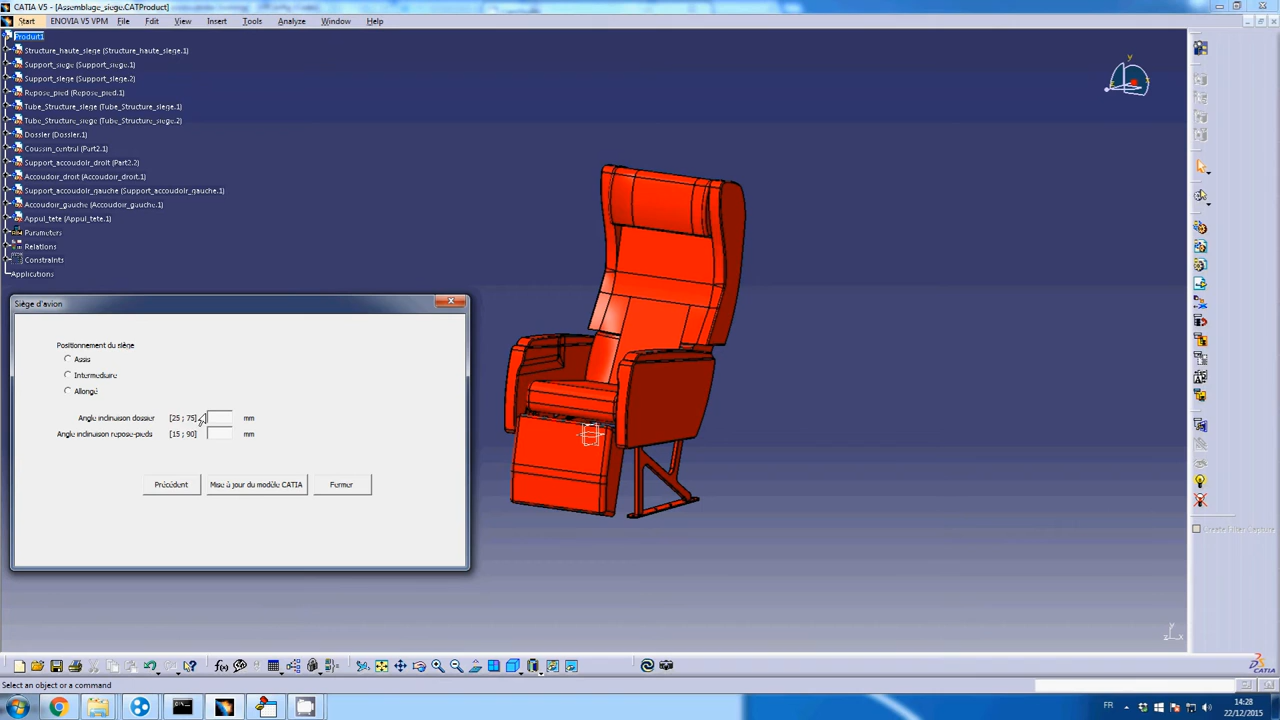 CATIA V5 - [Assemblage_siege.CATProduct]
Start ENOVIA V5 VPM File Edit View Insert Tools Analyze Window Help
Product1
Structure_haute_siege (Structure_haute_siege.1)
Support_siege (Support_siege.1)
Support_siege (Support_siege.2)
Repose_pied (Repose_pied.1)
Tube_Structure_siege (Tube_Structure_siege.1)
Tube_Structure_siege (Tube_Structure_siege.2)
Dossier (Dossier.1)
Coussin_central (Part2.1)
Support_accoudoir_droit (Part2.2)
Accoudoir_droit (Accoudoir_droit.1)
Support_accoudoir_gauche (Support_accoudoir_gauche.1)
Accoudoir_gauche (Accoudoir_gauche.1)
Appui_tete (Appui_tete.1)
Parameters
Relations
Constraints
Applications
Siège d'avion
Positionnement du siège
Assis
Intermediaire
Allongé
Angle inclinaison dossier [25 ; 75] mm
Angle inclinaison repose-pieds [15 ; 90] mm
Précédent Mise à jour du modèle CATIA Fermer
Create Filter Capture
f(x)
Select an object or a command
CATIA
FR
14:28
22/12/2015